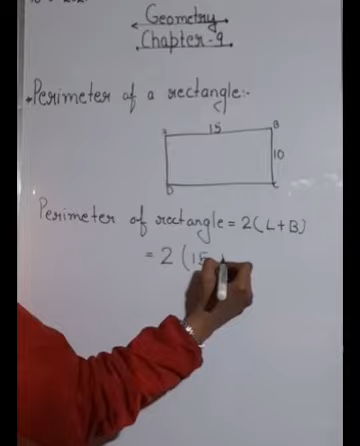 Geometry
Chapter-9
Perimeter of a rectangle:-
15
B
10
D
C
Perimeter of rectangle = 2(L+B)
= 2 (15